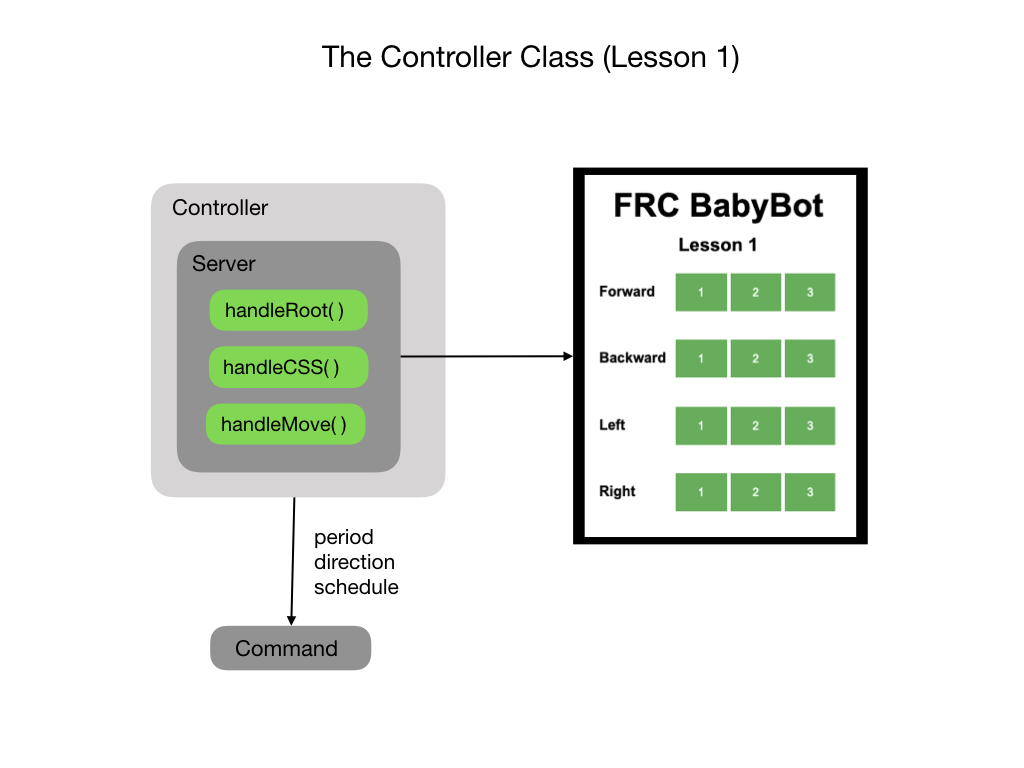 The Controller Class (Lesson 1)
Controller
Server
handleRoot( )
handleCSS( )
handleMove( )
period
direction
schedule
Command
FRC BabyBot
Lesson 1
Forward 1 2 3
Backward 1 2 3
Left 1 2 3
Right 1 2 3